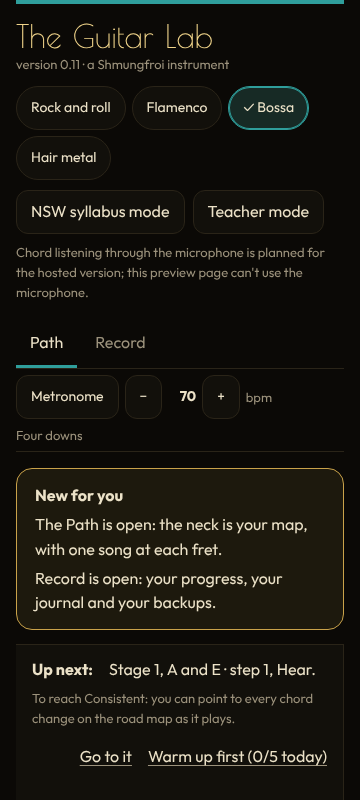 The Guitar Lab
version 0.11 · a Shmungfroi instrument
Rock and roll
Flamenco
✓ Bossa
Hair metal
NSW syllabus mode
Teacher mode
Chord listening through the microphone is planned for
the hosted version; this preview page can't use the
microphone.
Path
Record
Metronome
−
70
+
bpm
Four downs
New for you
The Path is open: the neck is your map,
with one song at each fret.
Record is open: your progress, your
journal and your backups.
Up next: Stage 1, A and E · step 1, Hear.
To reach Consistent: you can point to every chord
change on the road map as it plays.
Go to it
Warm up first (0/5 today)